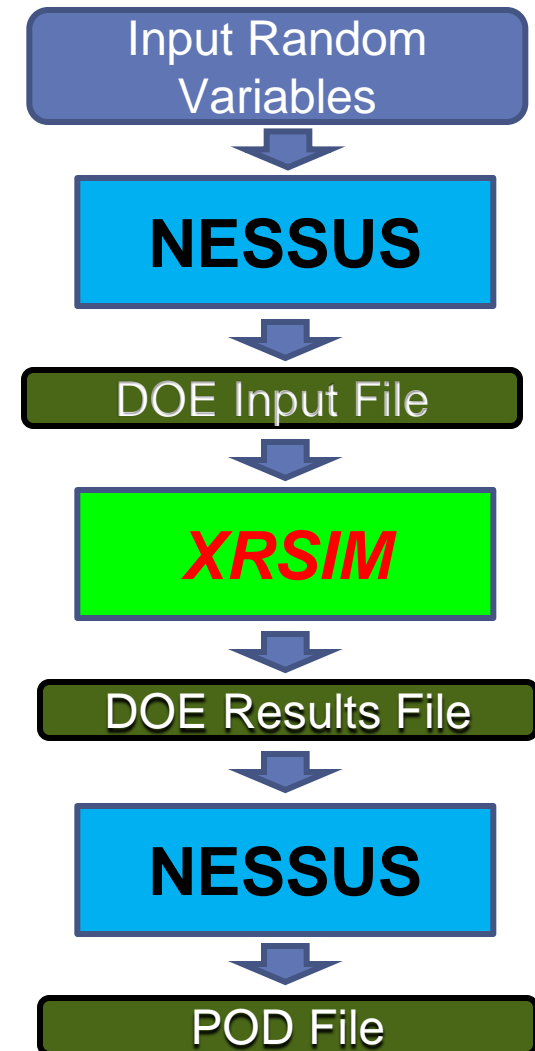 Input Random
Variables
NESSUS
DOE Input File
XRSIM
DOE Results File
NESSUS
POD File